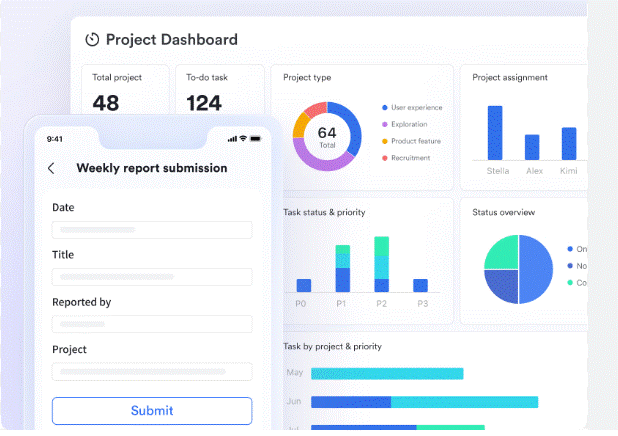 Project Dashboard
Total project
48
To-do task
124
Project type
64
Total
User experience
Exploration
Product feature
Recruitment
Project assignment
Stella
Alex
Kimi
9:41
Weekly report submission
Date
Title
Reported by
Project
Submit
Task status & priority
P0
P1
P2
P3
Status overview
On
No
Co
Task by project & priority
May
Jun
Jul